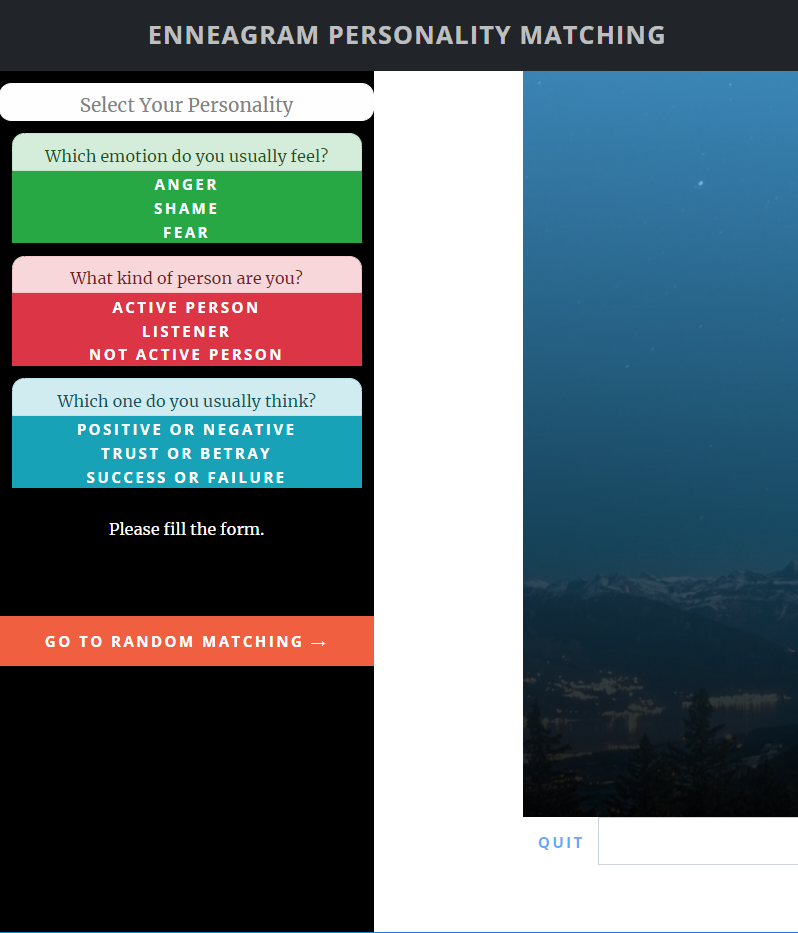 ENNEAGRAM PERSONALITY MATCHING
Select Your Personality
Which emotion do you usually feel?
ANGER
SHAME
FEAR
What kind of person are you?
ACTIVE PERSON
LISTENER
NOT ACTIVE PERSON
Which one do you usually think?
POSITIVE OR NEGATIVE
TRUST OR BETRAY
SUCCESS OR FAILURE
Please fill the form.
GO TO RANDOM MATCHING →
QUIT